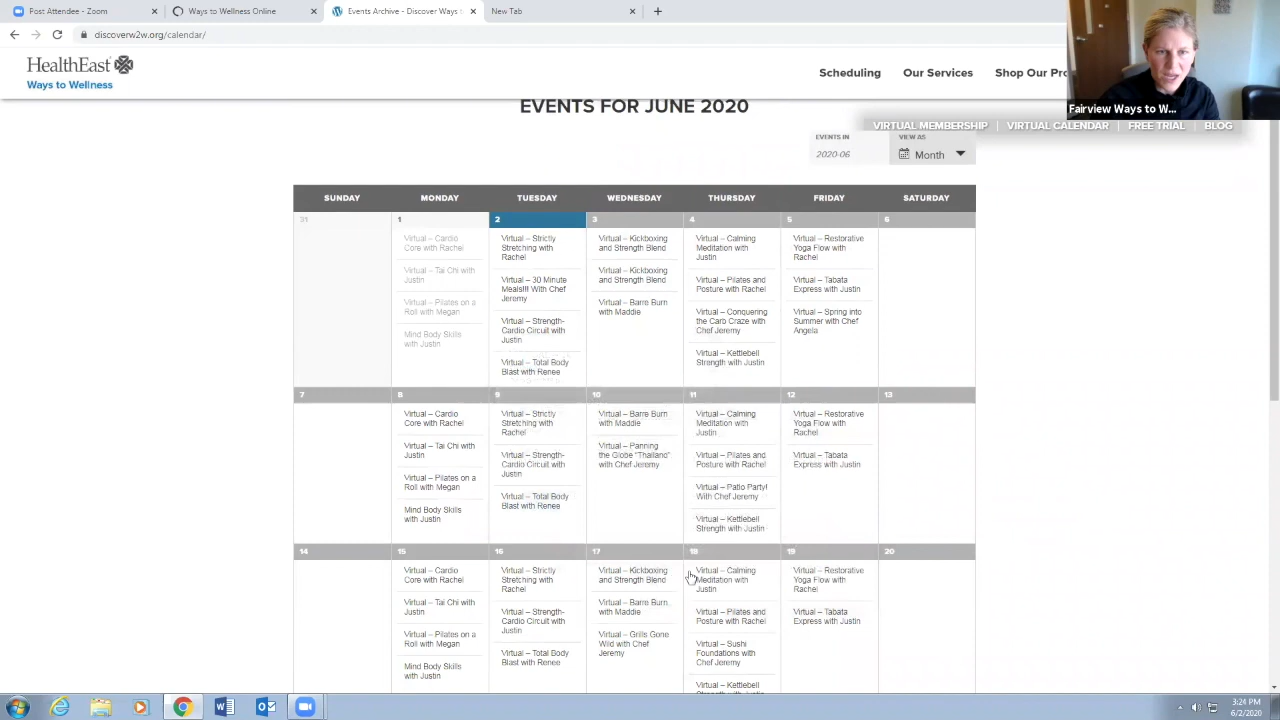 Post Attendee - Zoom
Ways to Wellness Online
Events Archive - Discover Ways to
New Tab
discoverw2w.org/calendar/
HealthEast
Ways to Wellness
Scheduling
Our Services
Shop Our Pro
Fairview Ways to W...
VIRTUAL MEMBERSHIP
VIRTUAL CALENDAR
FREE TRIAL
BLOG
EVENTS FOR JUNE 2020
EVENTS IN
2020-06
VIEW AS
Month
SUNDAY MONDAY TUESDAY WEDNESDAY THURSDAY FRIDAY SATURDAY
31
1
Virtual – Cardio
Core with Rachel
Virtual – Tai Chi with
Justin
Virtual – Pilates on a
Roll with Megan
Mind Body Skills
with Justin
2
Virtual – Strictly
Stretching with
Rachel
Virtual – 30 Minute
Meals!!! With Chef
Jeremy
Virtual – Strength-
Cardio Circuit with
Justin
Virtual – Total Body
Blast with Renee
3
Virtual – Kickboxing
and Strength Blend
Virtual – Kickboxing
and Strength Blend
Virtual – Barre Burn
with Maddie
4
Virtual – Calming
Meditation with
Justin
Virtual – Pilates and
Posture with Rachel
Virtual – Conquering
the Carb Craze with
Chef Jeremy
Virtual – Kettlebell
Strength with Justin
5
Virtual – Restorative
Yoga Flow with
Rachel
Virtual – Tabata
Express with Justin
Virtual – Spring into
Summer with Chef
Angela
6
7
8
Virtual – Cardio
Core with Rachel
Virtual – Tai Chi with
Justin
Virtual – Pilates on a
Roll with Megan
Mind Body Skills
with Justin
9
Virtual – Strictly
Stretching with
Rachel
Virtual – Strength-
Cardio Circuit with
Justin
Virtual – Total Body
Blast with Renee
10
Virtual – Barre Burn
with Maddie
Virtual – Panning
the Globe "Thailand"
with Chef Jeremy
11
Virtual – Calming
Meditation with
Justin
Virtual – Pilates and
Posture with Rachel
Virtual – Patio Party!
With Chef Jeremy
Virtual – Kettlebell
Strength with Justin
12
Virtual – Restorative
Yoga Flow with
Rachel
Virtual – Tabata
Express with Justin
13
14
15
Virtual – Cardio
Core with Rachel
Virtual – Tai Chi with
Justin
Virtual – Pilates on a
Roll with Megan
Mind Body Skills
with Justin
16
Virtual – Strictly
Stretching with
Rachel
Virtual – Strength-
Cardio Circuit with
Justin
Virtual – Total Body
Blast with Renee
17
Virtual – Kickboxing
and Strength Blend
Virtual – Barre Burn
with Maddie
Virtual – Grills Gone
Wild with Chef
Jeremy
18
Virtual – Calming
Meditation with
Justin
Virtual – Pilates and
Posture with Rachel
Virtual – Sushi
Foundations with
Chef Jeremy
Virtual – Kettlebell
Strength with Justin
19
Virtual – Restorative
Yoga Flow with
Rachel
Virtual – Tabata
Express with Justin
20
3:24 PM
6/2/2020